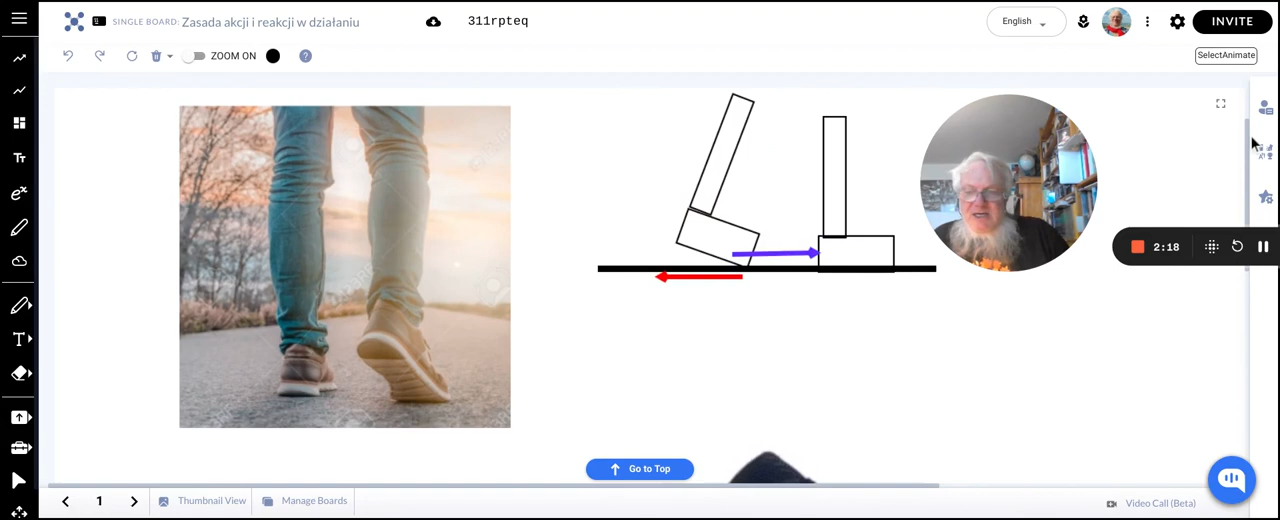 SINGLE BOARD: Zasada akcji i reakcji w działaniu
311rpteq
English
INVITE
ZOOM ON
SelectAnimate
2:18
Go to Top
1
Thumbnail View
Manage Boards
Video Call (Beta)